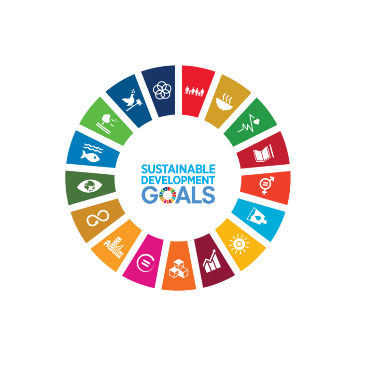 SUSTAINABLE
DEVELOPMENT
GOALS